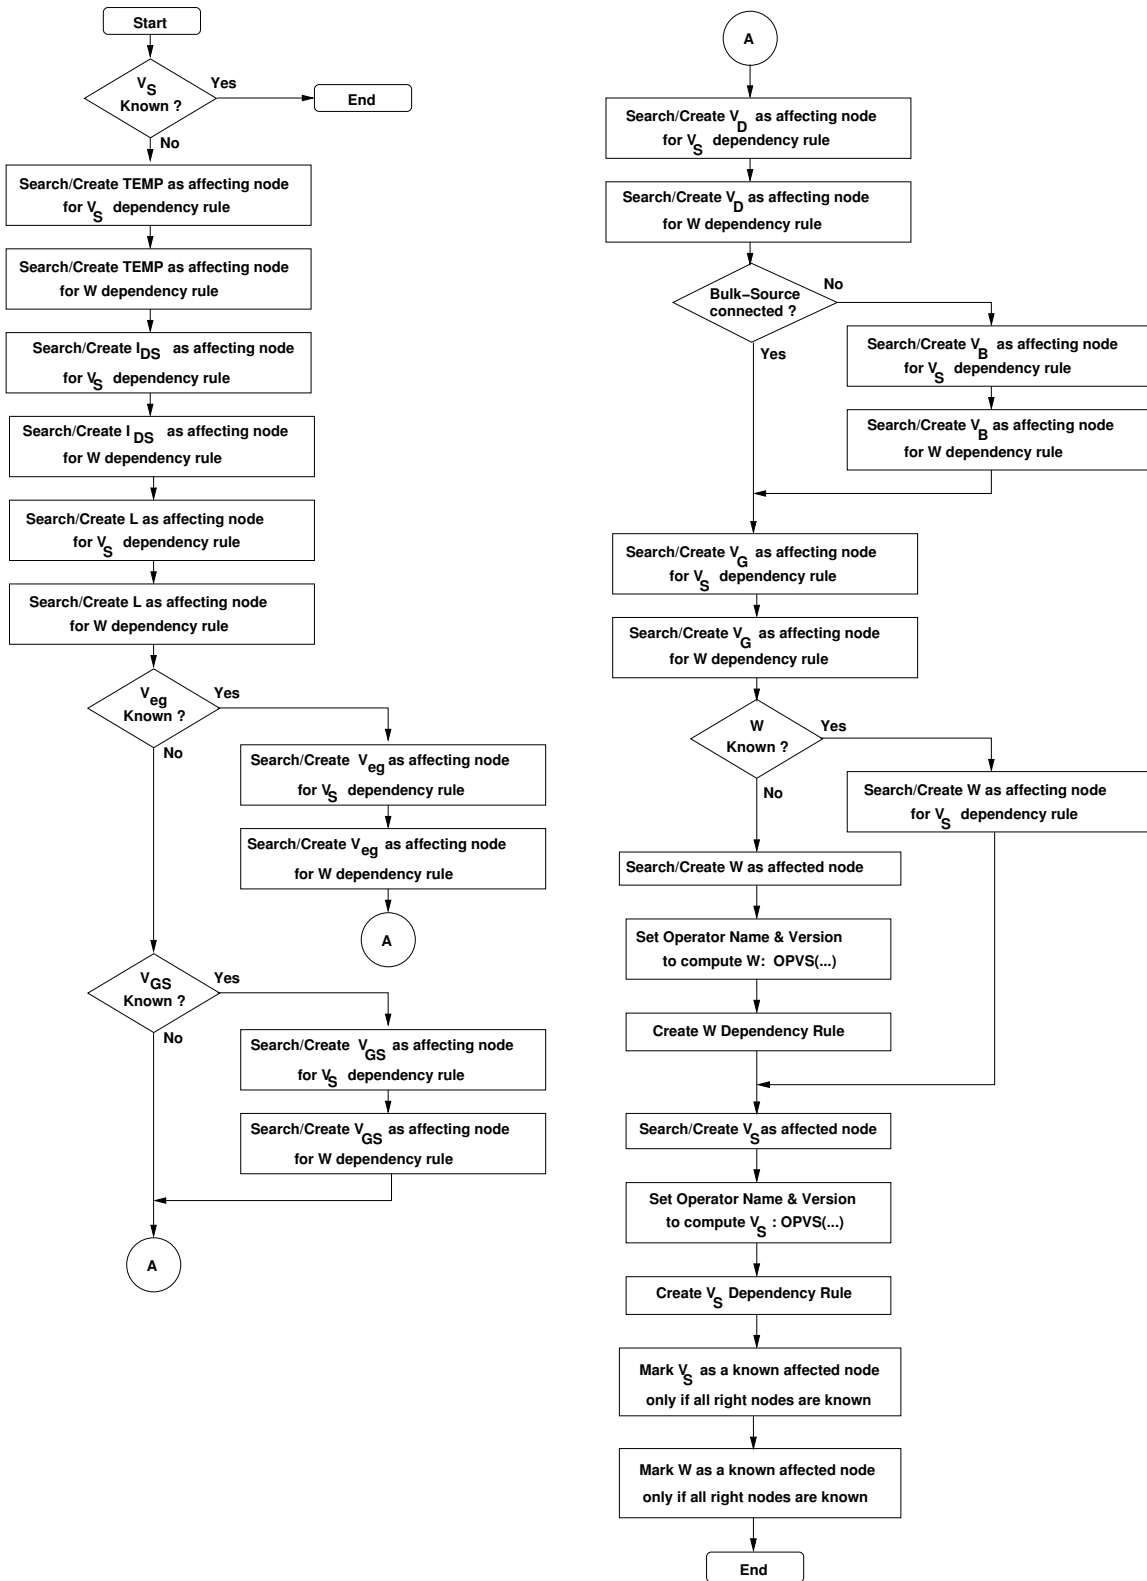 Start
V_S
Known ?
Yes
End
No
Search/Create TEMP as affecting node
for V_S dependency rule
Search/Create TEMP as affecting node
for W dependency rule
Search/Create I_DS as affecting node
for V_S dependency rule
Search/Create I_DS as affecting node
for W dependency rule
Search/Create L as affecting node
for V_S dependency rule
Search/Create L as affecting node
for W dependency rule
V_eg
Known ?
Yes
No
Search/Create V_eg as affecting node
for V_S dependency rule
Search/Create V_eg as affecting node
for W dependency rule
A
V_GS
Known ?
Yes
No
Search/Create V_GS as affecting node
for V_S dependency rule
Search/Create V_GS as affecting node
for W dependency rule
A
A
Search/Create V_D as affecting node
for V_S dependency rule
Search/Create V_D as affecting node
for W dependency rule
Bulk−Source
connected ?
No
Yes
Search/Create V_B as affecting node
for V_S dependency rule
Search/Create V_B as affecting node
for W dependency rule
Search/Create V_G as affecting node
for V_S dependency rule
Search/Create V_G as affecting node
for W dependency rule
W
Known ?
Yes
No
Search/Create W as affecting node
for V_S dependency rule
Search/Create W as affected node
Set Operator Name & Version
to compute W: OPVS(...)
Create W Dependency Rule
Search/Create V_S as affected node
Set Operator Name & Version
to compute V_S : OPVS(...)
Create V_S Dependency Rule
Mark V_S as a known affected node
only if all right nodes are known
Mark W as a known affected node
only if all right nodes are known
End